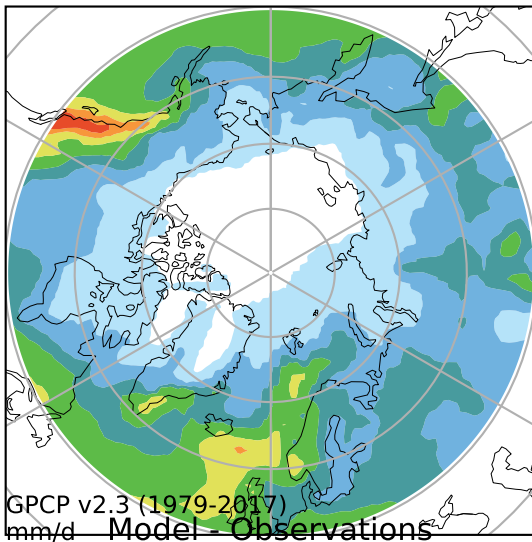 GPCP v2.3 (1979-2017)
mm/d Model - Observations